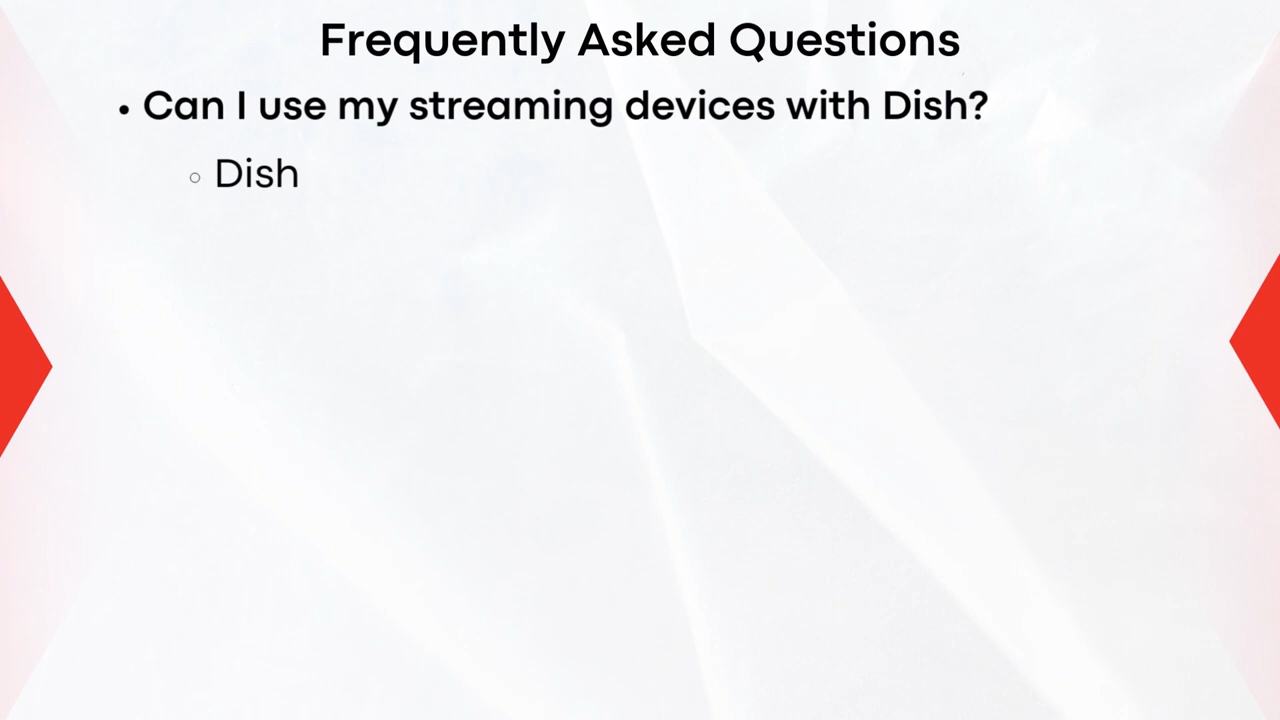 Frequently Asked Questions
• Can I use my streaming devices with Dish?
○ Dish